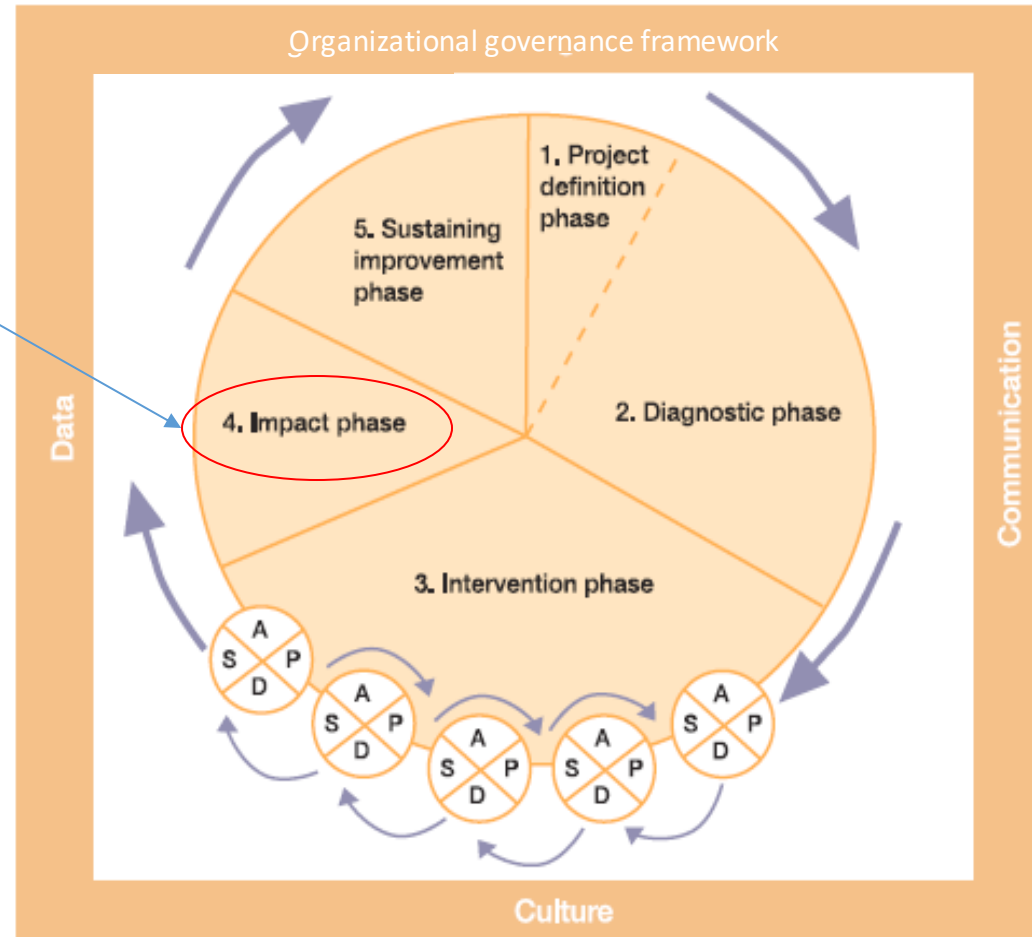 Organizational governance framework
1. Project
definition
phase
5. Sustaining
improvement
phase
2. Diagnostic phase
4. Impact phase
3. Intervention phase
Data
Communication
A
S P
D
A
S P
D
A
S P
D
A
S P
D
A
S P
D
Culture